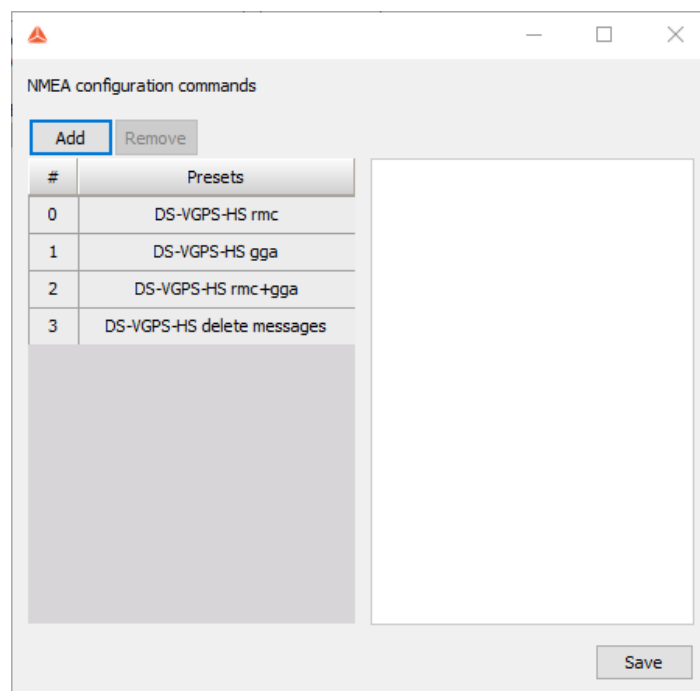 NMEA configuration commands
Add Remove
# Presets
0 DS-VGPS-HS rmc
1 DS-VGPS-HS gga
2 DS-VGPS-HS rmc+gga
3 DS-VGPS-HS delete messages
Save